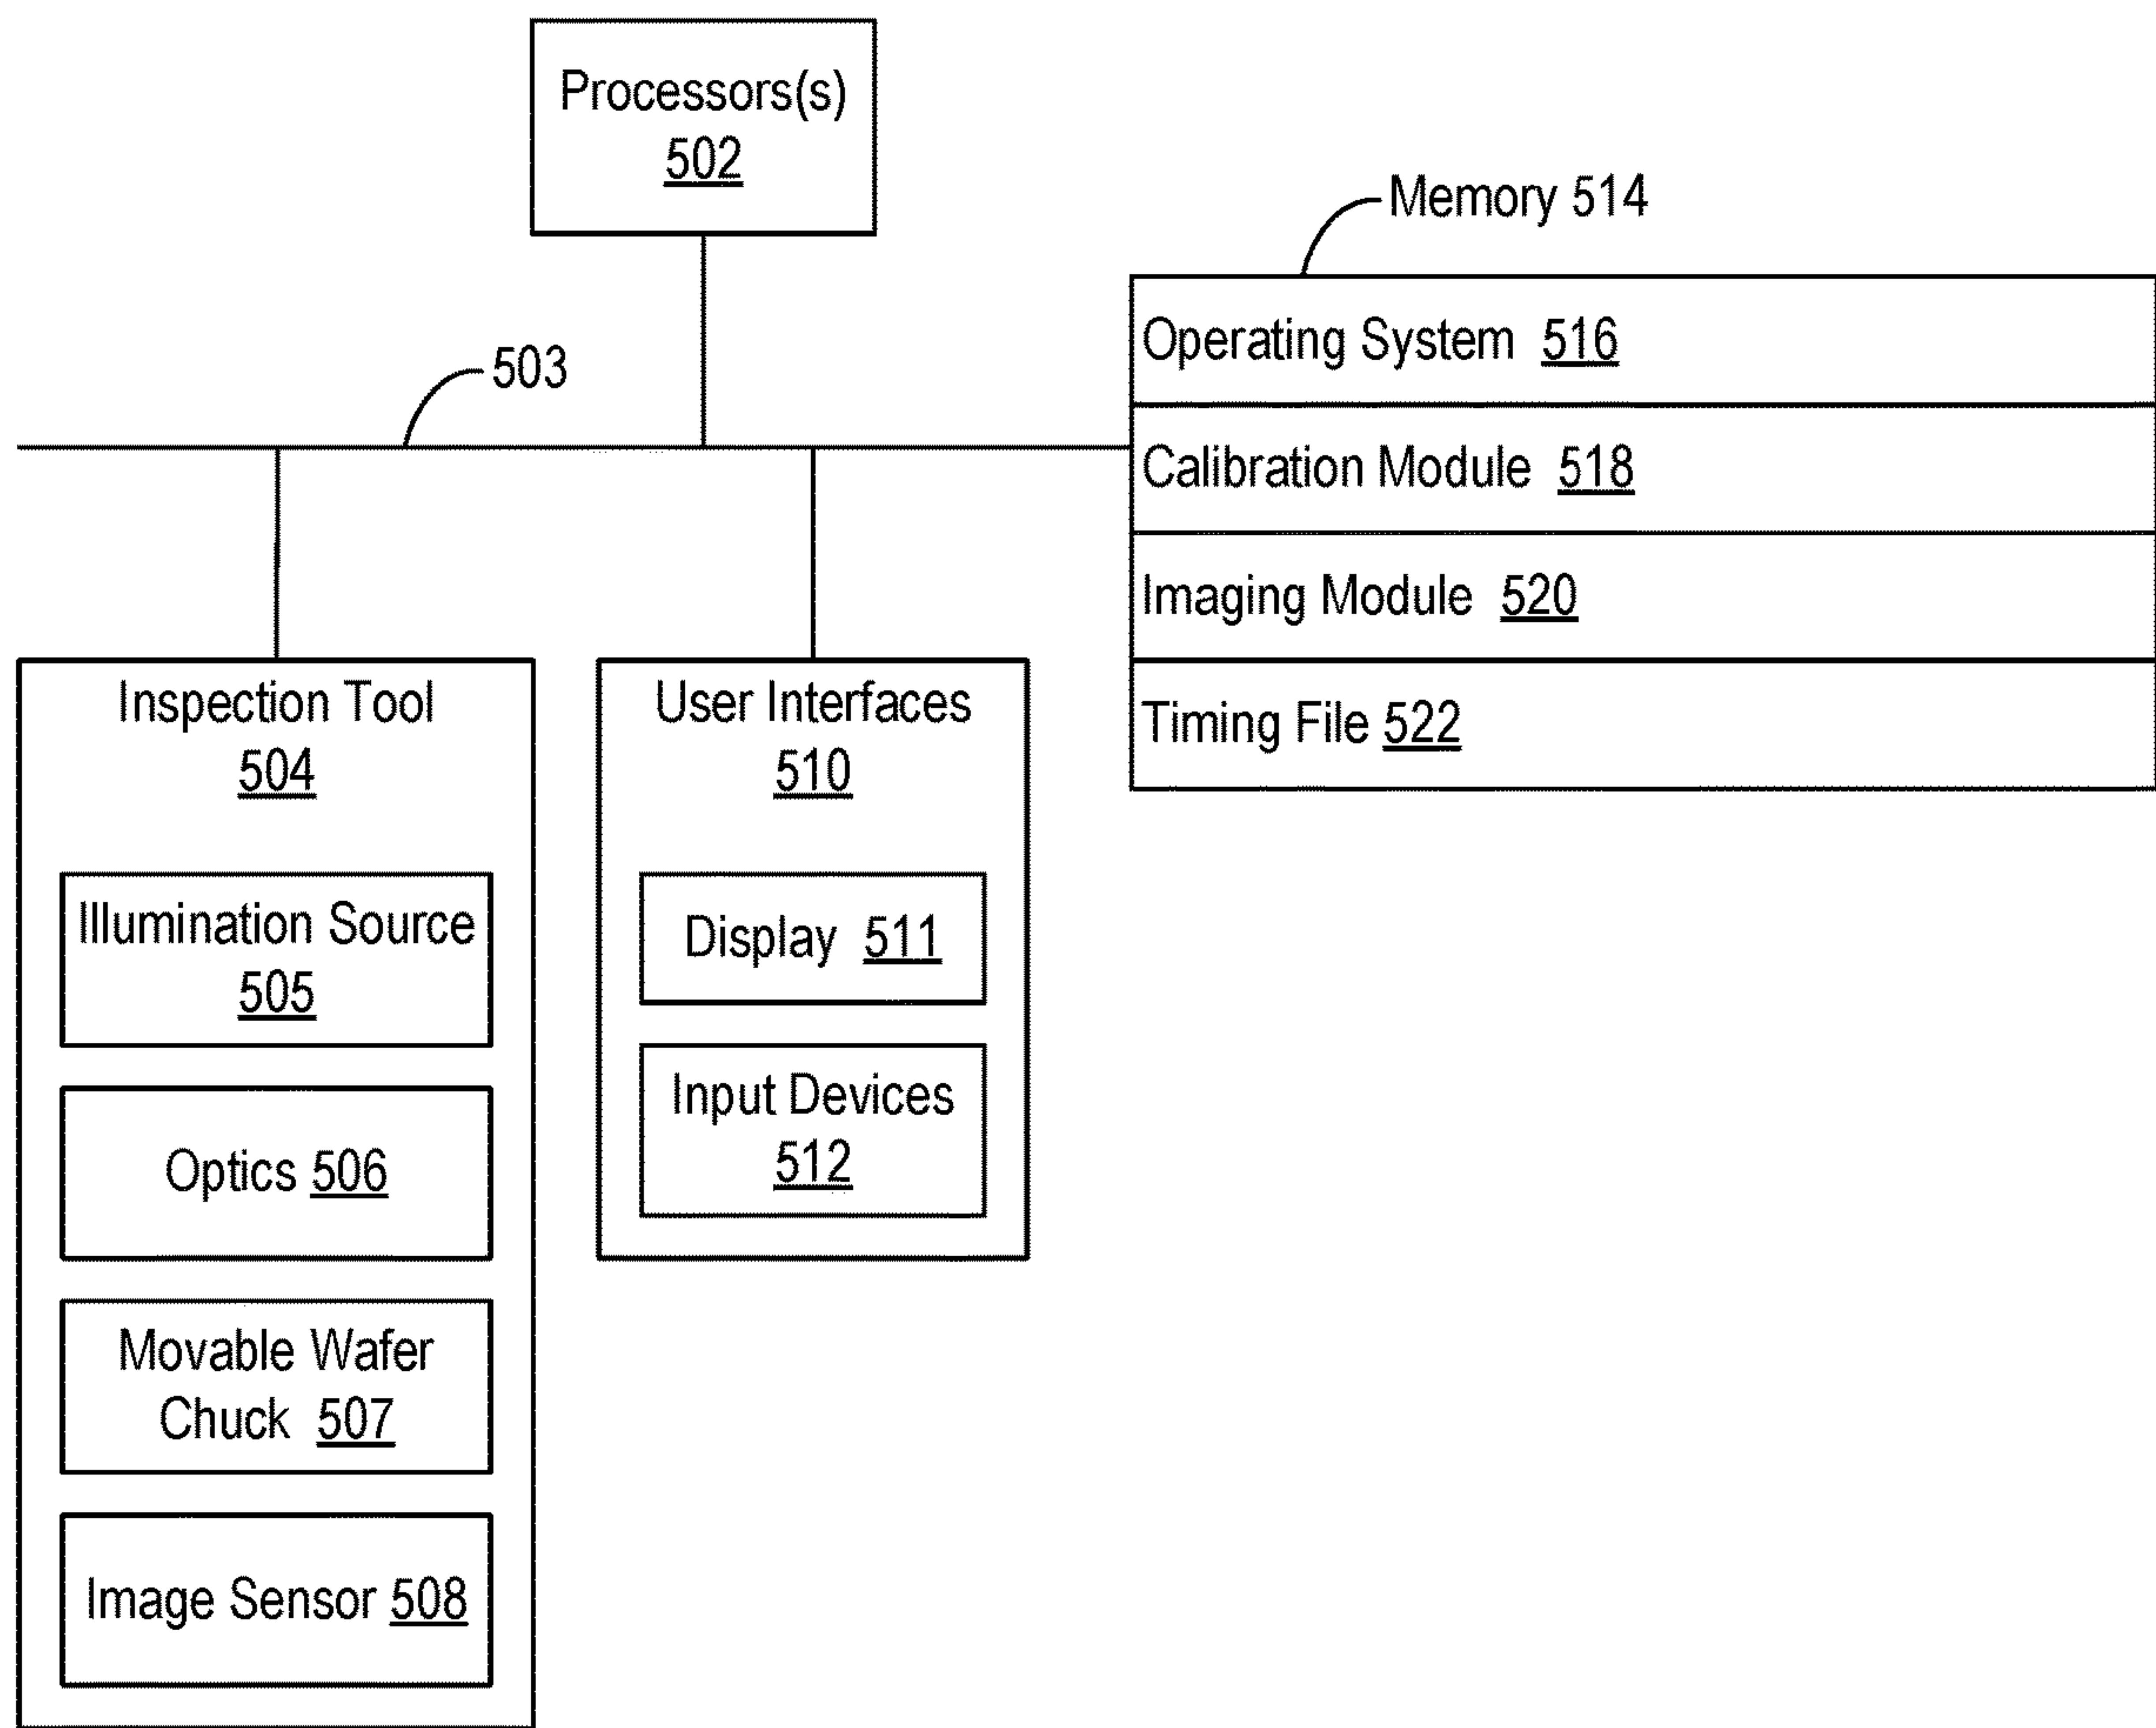 Processors(s)
502
Memory 514
Operating System 516
503
Calibration Module 518
Imaging Module 520
Timing File 522
Inspection Tool
504
Illumination Source
505
Optics 506
Movable Wafer
Chuck 507
Image Sensor 508
User Interfaces
510
Display 511
Input Devices
512